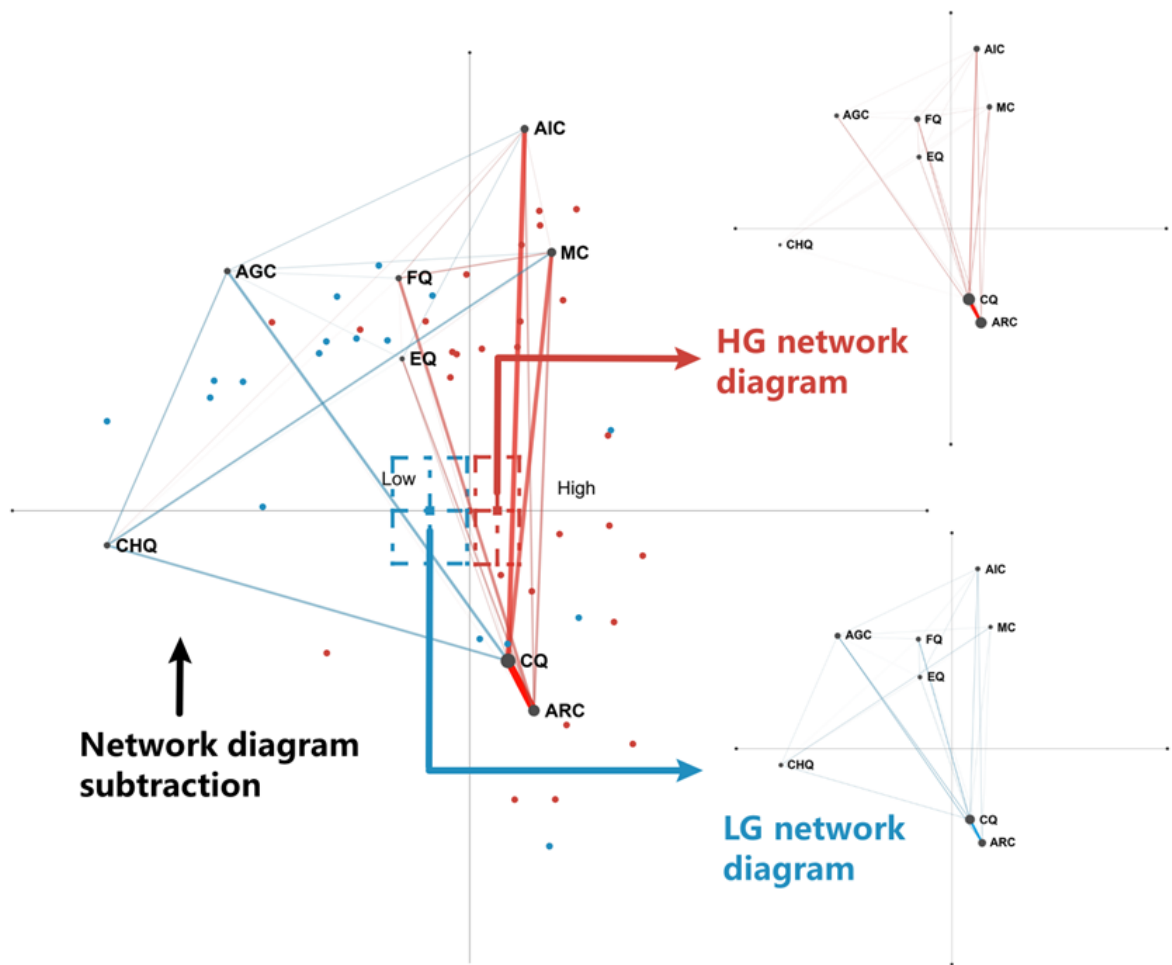 AIC
MC
AGC
FQ
EQ
Low
High
CHQ
CQ
ARC
Network diagram
subtraction
AIC
MC
AGC
FQ
EQ
CHQ
CQ
ARC
HG network
diagram
AIC
MC
AGC
FQ
EQ
CHQ
CQ
ARC
LG network
diagram